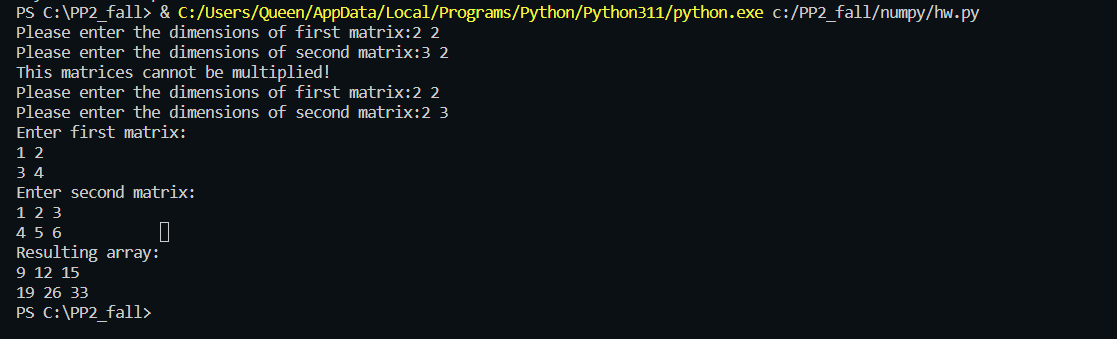 PS C:\PP2_fall> & C:/Users/Queen/AppData/Local/Programs/Python/Python311/python.exe c:/PP2_fall/numpy/hw.py
Please enter the dimensions of first matrix:2 2
Please enter the dimensions of second matrix:3 2
This matrices cannot be multiplied!
Please enter the dimensions of first matrix:2 2
Please enter the dimensions of second matrix:2 3
Enter first matrix:
1 2
3 4
Enter second matrix:
1 2 3
4 5 6
Resulting array:
9 12 15
19 26 33
PS C:\PP2_fall>